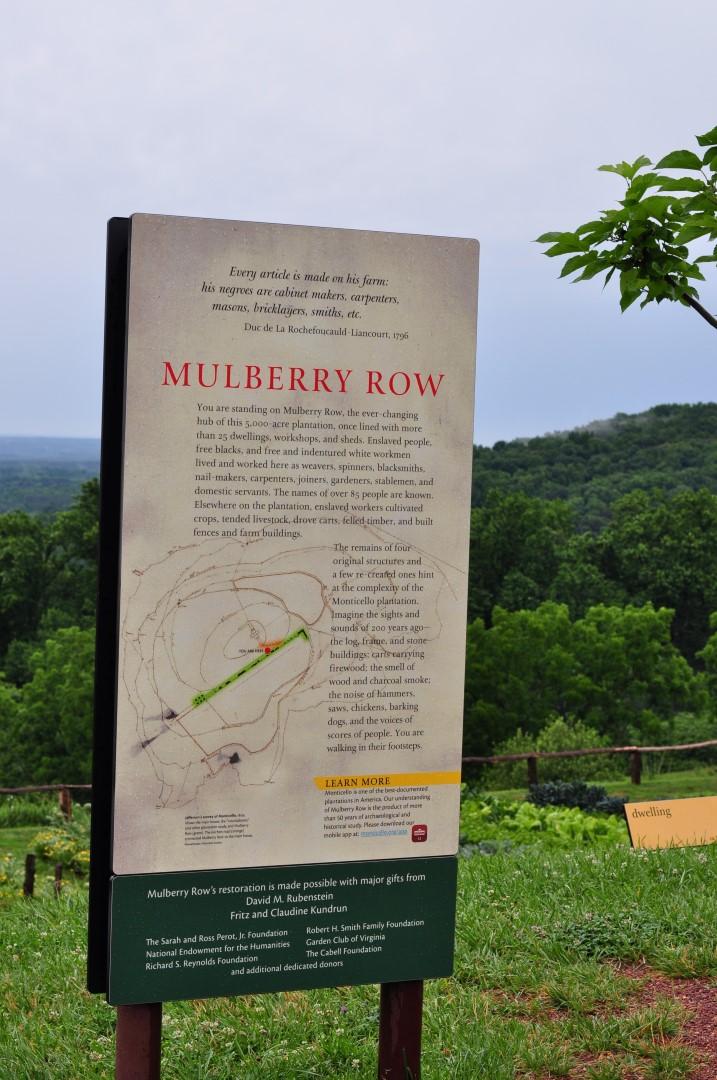 Every article is made on his farm:
his negroes are cabinet makers, carpenters,
masons, bricklayers, smiths, etc.
Duc de La Rochefoucauld-Liancourt, 1796
MULBERRY ROW
You are standing on Mulberry Row, the ever-changing
hub of this 5,000-acre plantation, once lined with more
than 25 dwellings, workshops, and sheds. Enslaved people,
free blacks, and free and indentured white workmen
lived and worked here as weavers, spinners, blacksmiths,
nail-makers, carpenters, joiners, gardeners, stablemen, and
domestic servants. The names of over 85 people are known.
Elsewhere on the plantation, enslaved workers cultivated
crops, tended livestock, drove carts, felled timber, and built
fences and farm buildings.
The remains of four
original structures and
a few re-created ones hint
at the complexity of the
Monticello plantation.
Imagine the sights and
sounds of 200 years ago—
the log, frame, and stone
buildings; carts carrying
firewood; the smell of
wood and charcoal smoke;
the noise of hammers,
saws, chickens, barking
dogs, and the voices of
scores of people. You are
walking in their footsteps.
YOU ARE HERE
LEARN MORE
Monticello is one of the best-documented
plantations in America. Our understanding
of Mulberry Row is the product of more
than 50 years of archaeological and
historical study. Please download our
mobile app at: monticello.org/app
Mulberry Row's restoration is made possible with major gifts from
David M. Rubenstein
Fritz and Claudine Kundrun
The Sarah and Ross Perot, Jr. Foundation
National Endowment for the Humanities
Richard S. Reynolds Foundation
Robert H. Smith Family Foundation
Garden Club of Virginia
The Cabell Foundation
and additional dedicated donors
dwelling